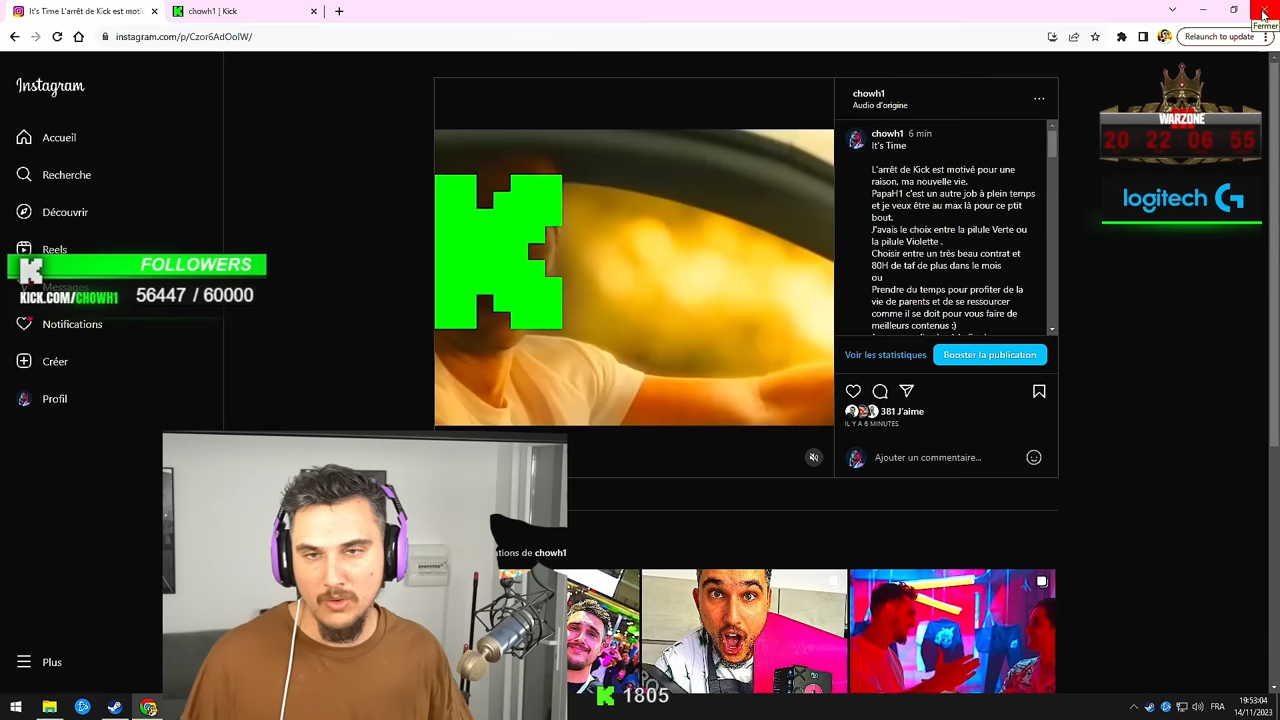 It's Time L'arrêt de Kick est moti
chowh1 | Kick
Fermer
instagram.com/p/Czor6AdOolW/
Relaunch to update
Instagram
Accueil
Recherche
Découvrir
Reels
Messages
Notifications
Créer
Profil
Plus
FOLLOWERS
KICK.COM/CHOWH1
56447 / 60000
chowh1
Audio d'origine
chowh1 6 min
It's Time
L'arrêt de Kick est motivé pour une
raison, ma nouvelle vie.
PapaH1 c'est un autre job à plein temps
et je veux être au max là pour ce ptit
bout.
J'avais le choix entre la pilule Verte ou
la pilule Violette .
Choisir entre un très beau contrat et
80H de taf de plus dans le mois
ou
Prendre du temps pour profiter de la
vie de parents et de se ressourcer
comme il se doit pour vous faire de
meilleurs contenus :)
Voir les statistiques
Booster la publication
381 J'aime
IL Y A 6 MINUTES
Ajouter un commentaire...
WARZONE
20 22 06 55
logitech G
ations de chowh1
1805
FRA
19:53:04
14/11/2023